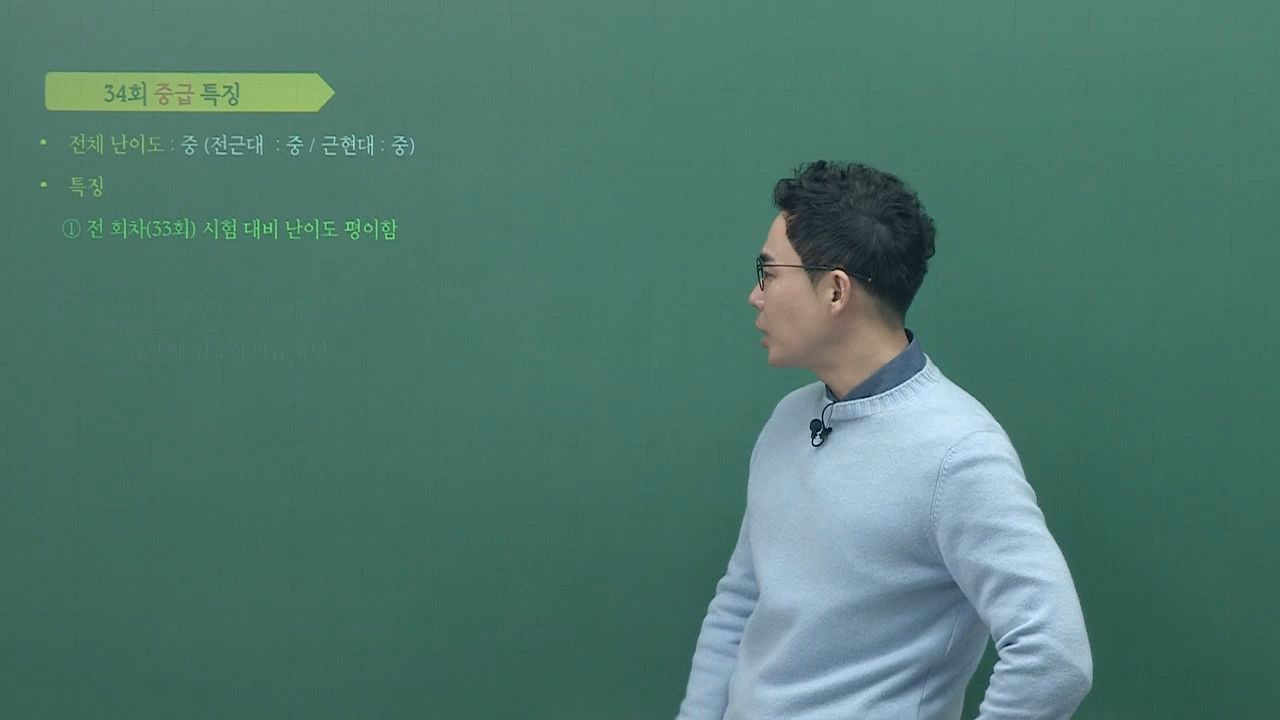 34회 중급 특징
• 전체 난이도 : 중 (전근대 : 중 / 근현대 : 중)
• 특징
① 전 회차(33회) 시험 대비 난이도 평이함